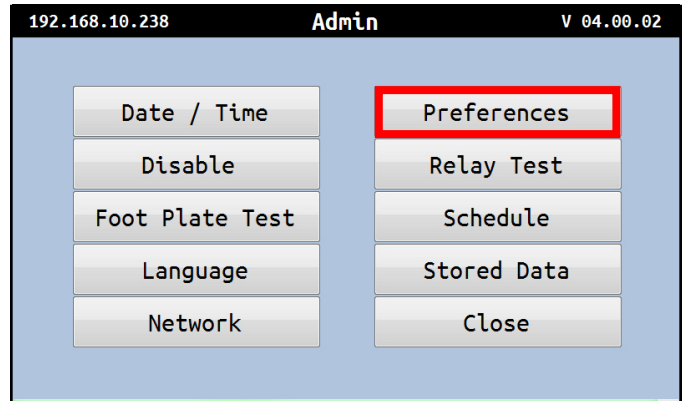 192.168.10.238 Admin V 04.00.02
Date / Time Preferences
Disable Relay Test
Foot Plate Test Schedule
Language Stored Data
Network Close